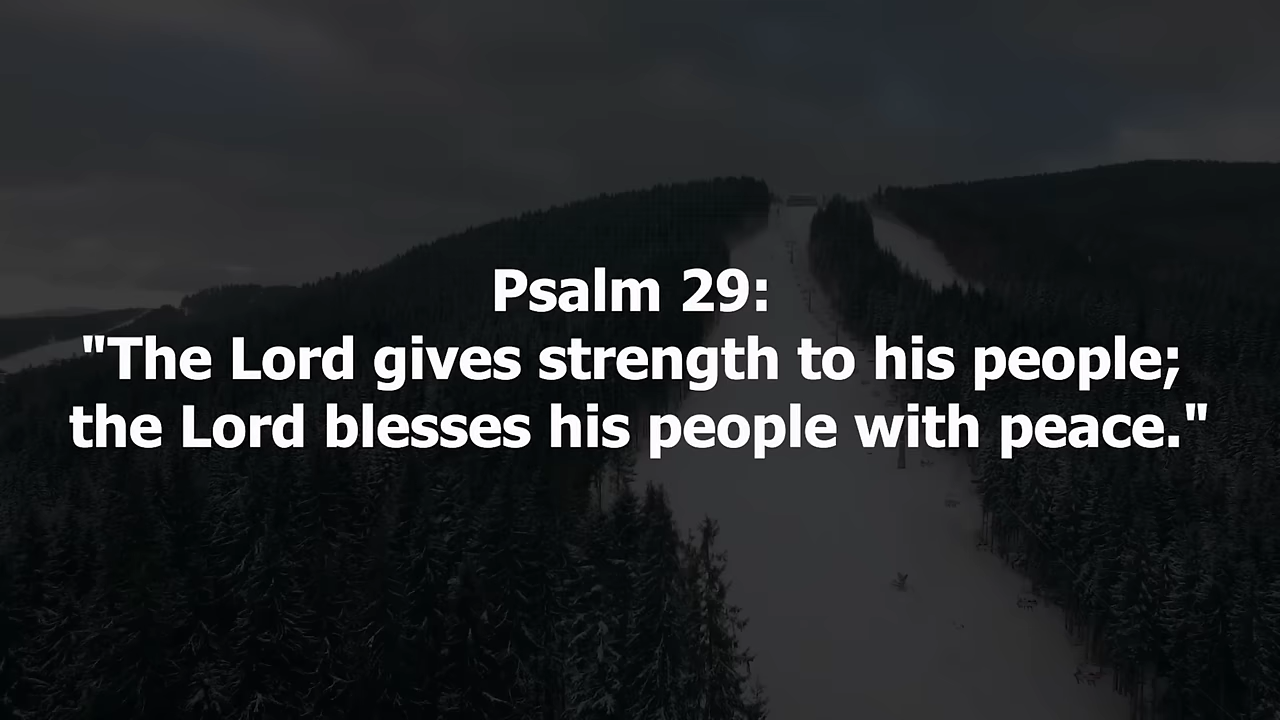 Psalm 29:
"The Lord gives strength to his people;
the Lord blesses his people with peace."